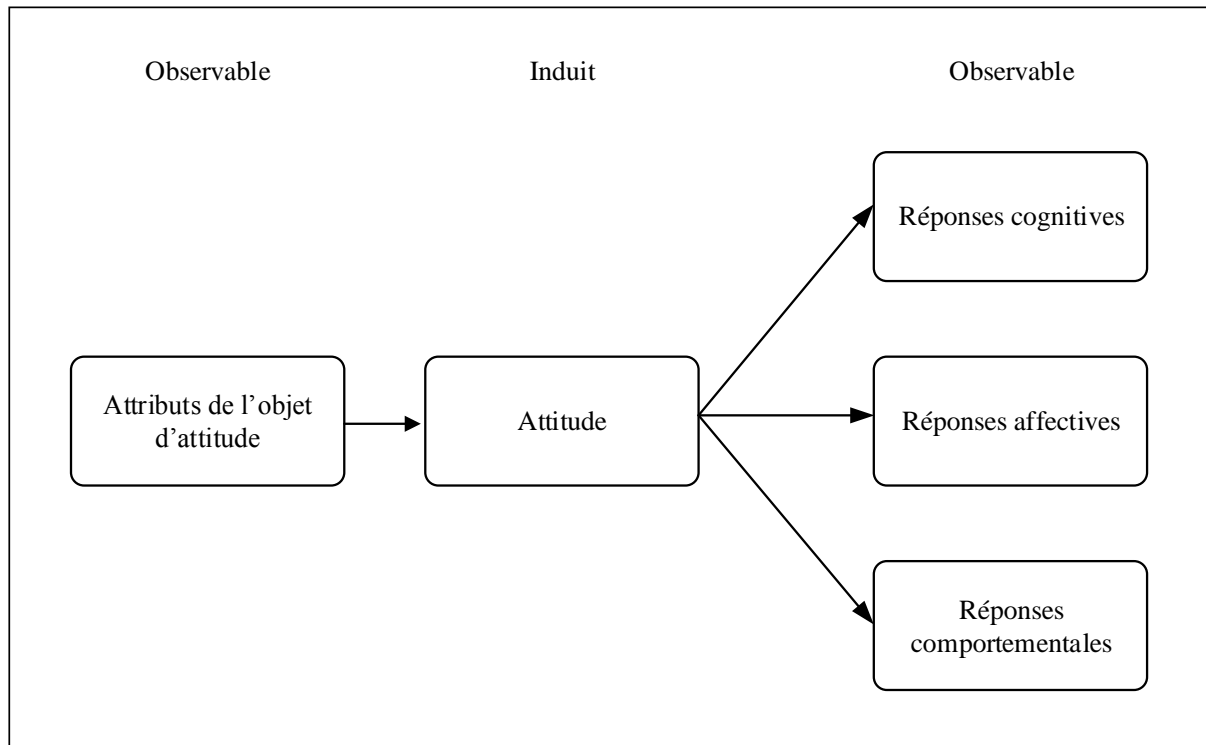 Observable
Induit
Observable
Réponses cognitives
Attributs de l’objet
d’attitude
Attitude
Réponses affectives
Réponses
comportementales